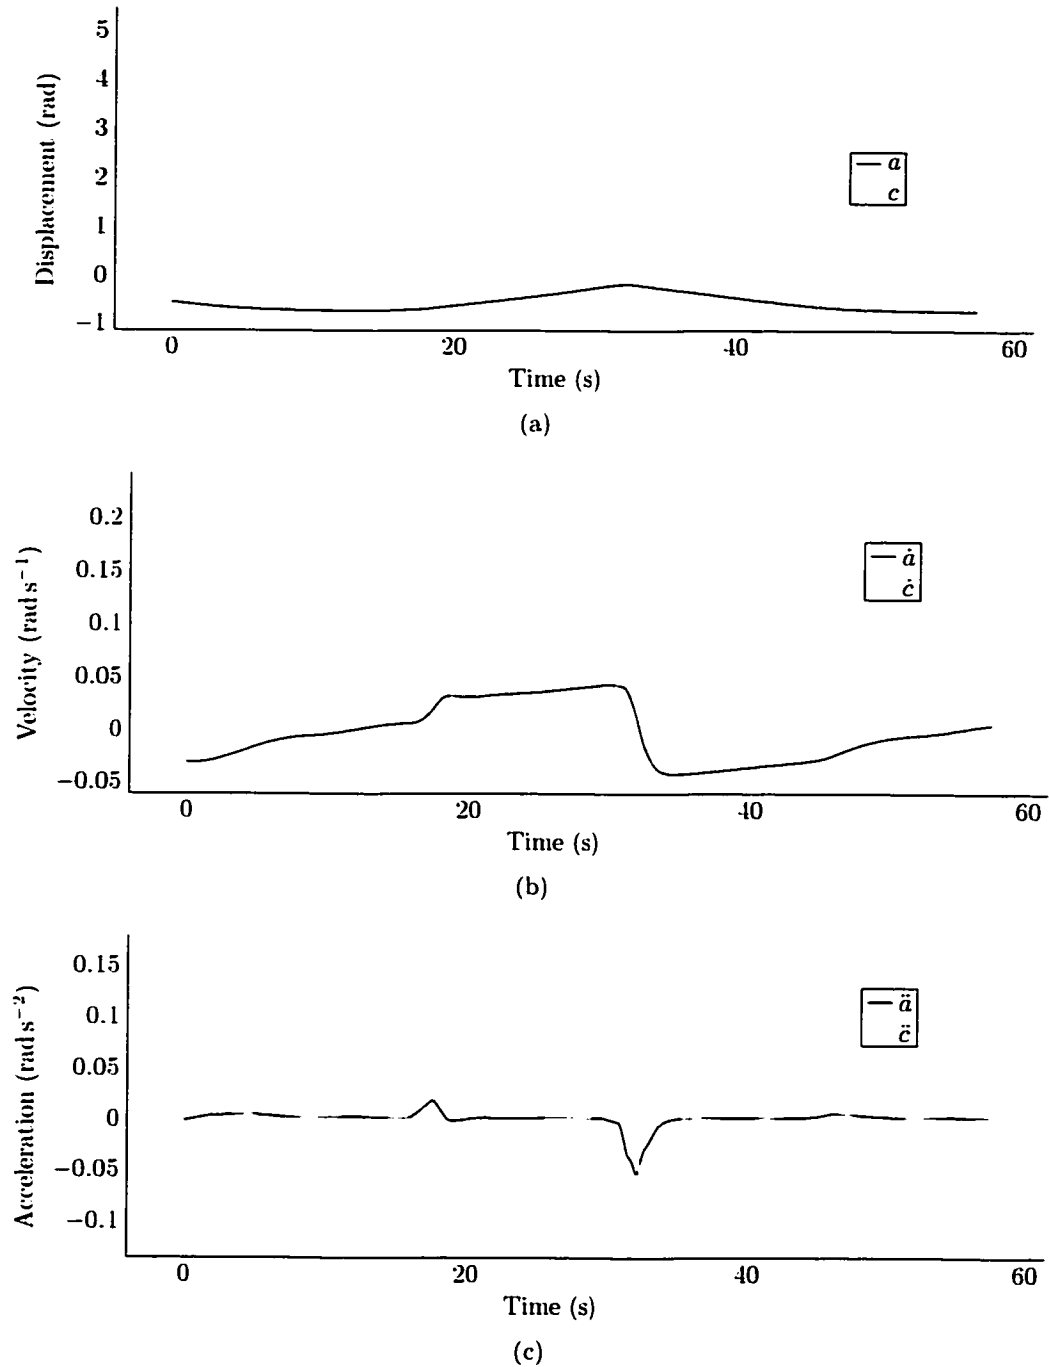 5
4
3
2
1
0
−1
Displacement (rad)
a
c
0
20
40
60
Time (s)
(a)
0.2
0.15
0.1
0.05
0
−0.05
Velocity (rad s⁻¹)
ȧ
ċ
0
20
40
60
Time (s)
(b)
0.15
0.1
0.05
0
−0.05
−0.1
Acceleration (rad s⁻²)
ä
c̈
0
20
40
60
Time (s)
(c)